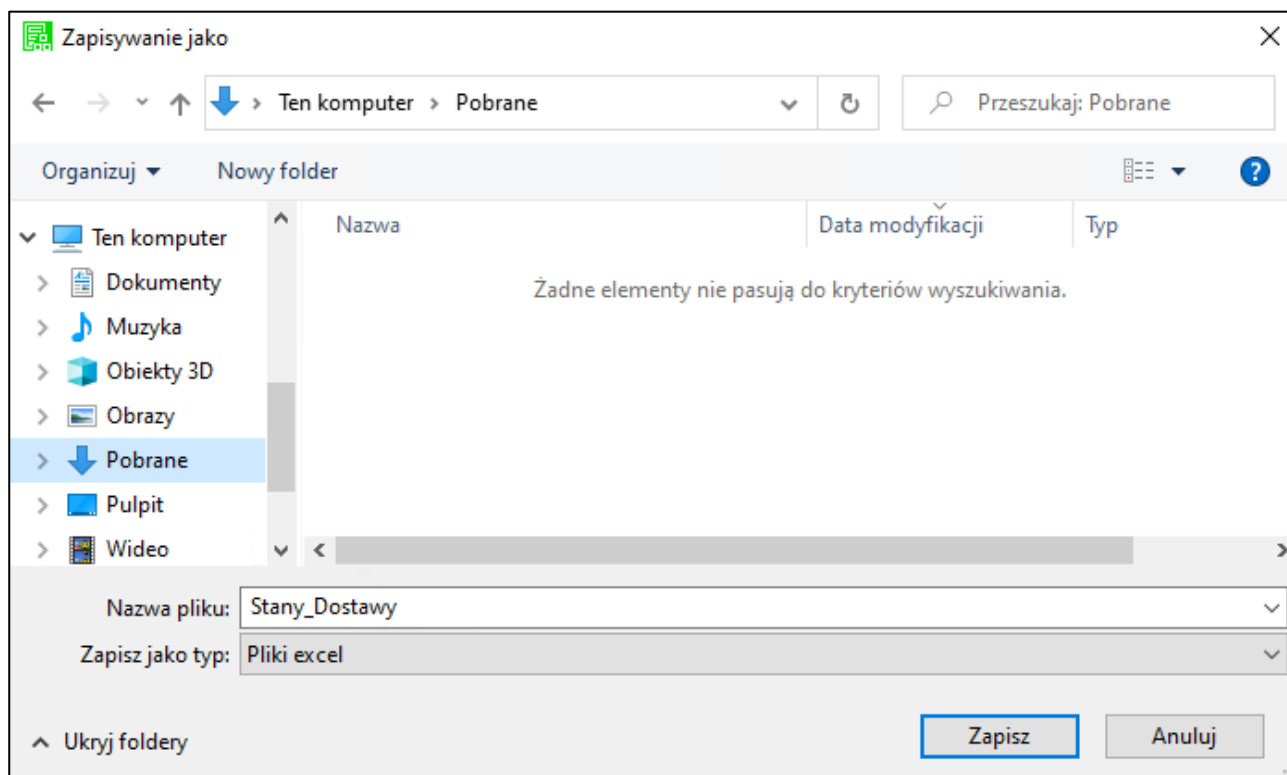 Zapisywanie jako
Ten komputer > Pobrane
Przeszukaj: Pobrane
Organizuj
Nowy folder
Nazwa
Data modyfikacji
Typ
Żadne elementy nie pasują do kryteriów wyszukiwania.
Ten komputer
Dokumenty
Muzyka
Obiekty 3D
Obrazy
Pobrane
Pulpit
Wideo
Nazwa pliku: Stany_Dostawy
Zapisz jako typ: Pliki excel
Ukryj foldery
Zapisz
Anuluj